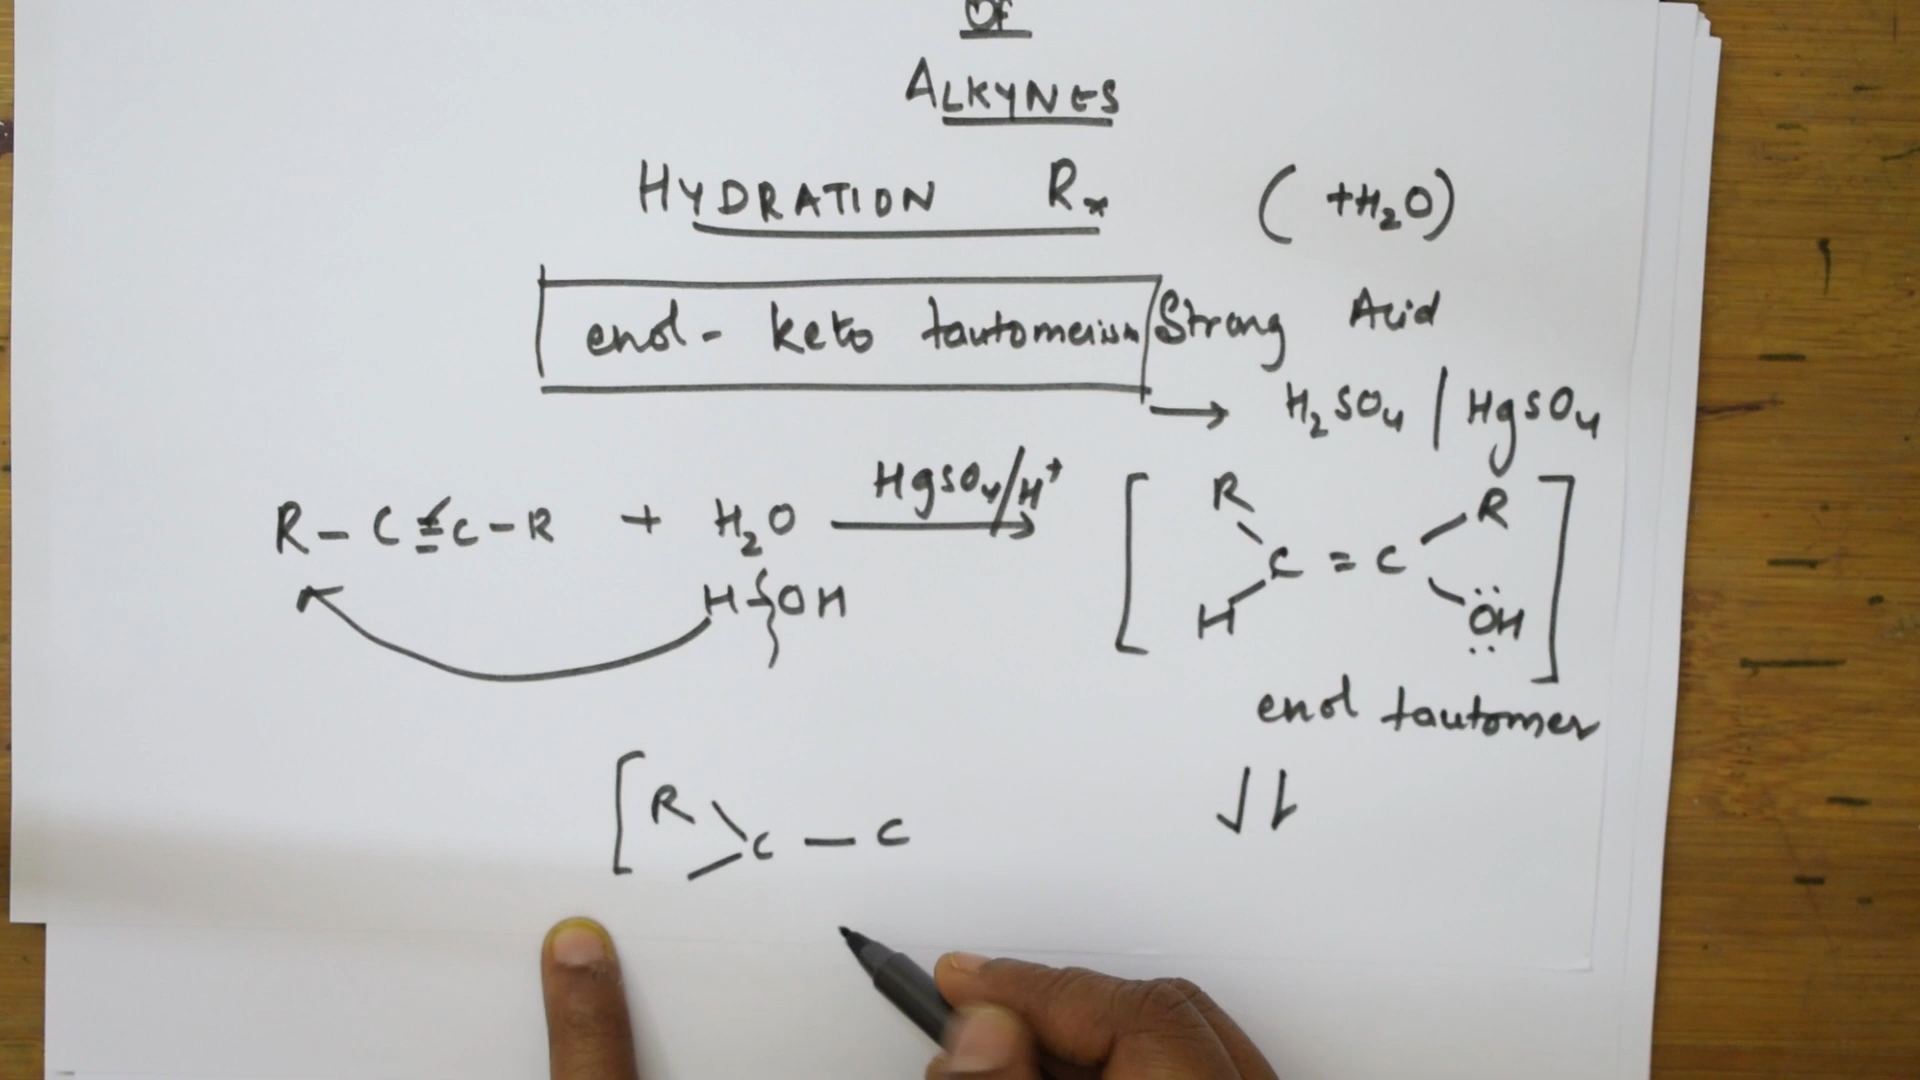 OF
ALKYNES
HYDRATION Rx (+H₂O)
enol- keto tautomerism Strong Acid
→ H₂SO₄ | HgSO₄
R-C≡C-R + H₂O HgSO₄/H⁺ →
H-OH
[ R H C=C R OH ]
enol tautomer
⇃⇂
[ R C-C